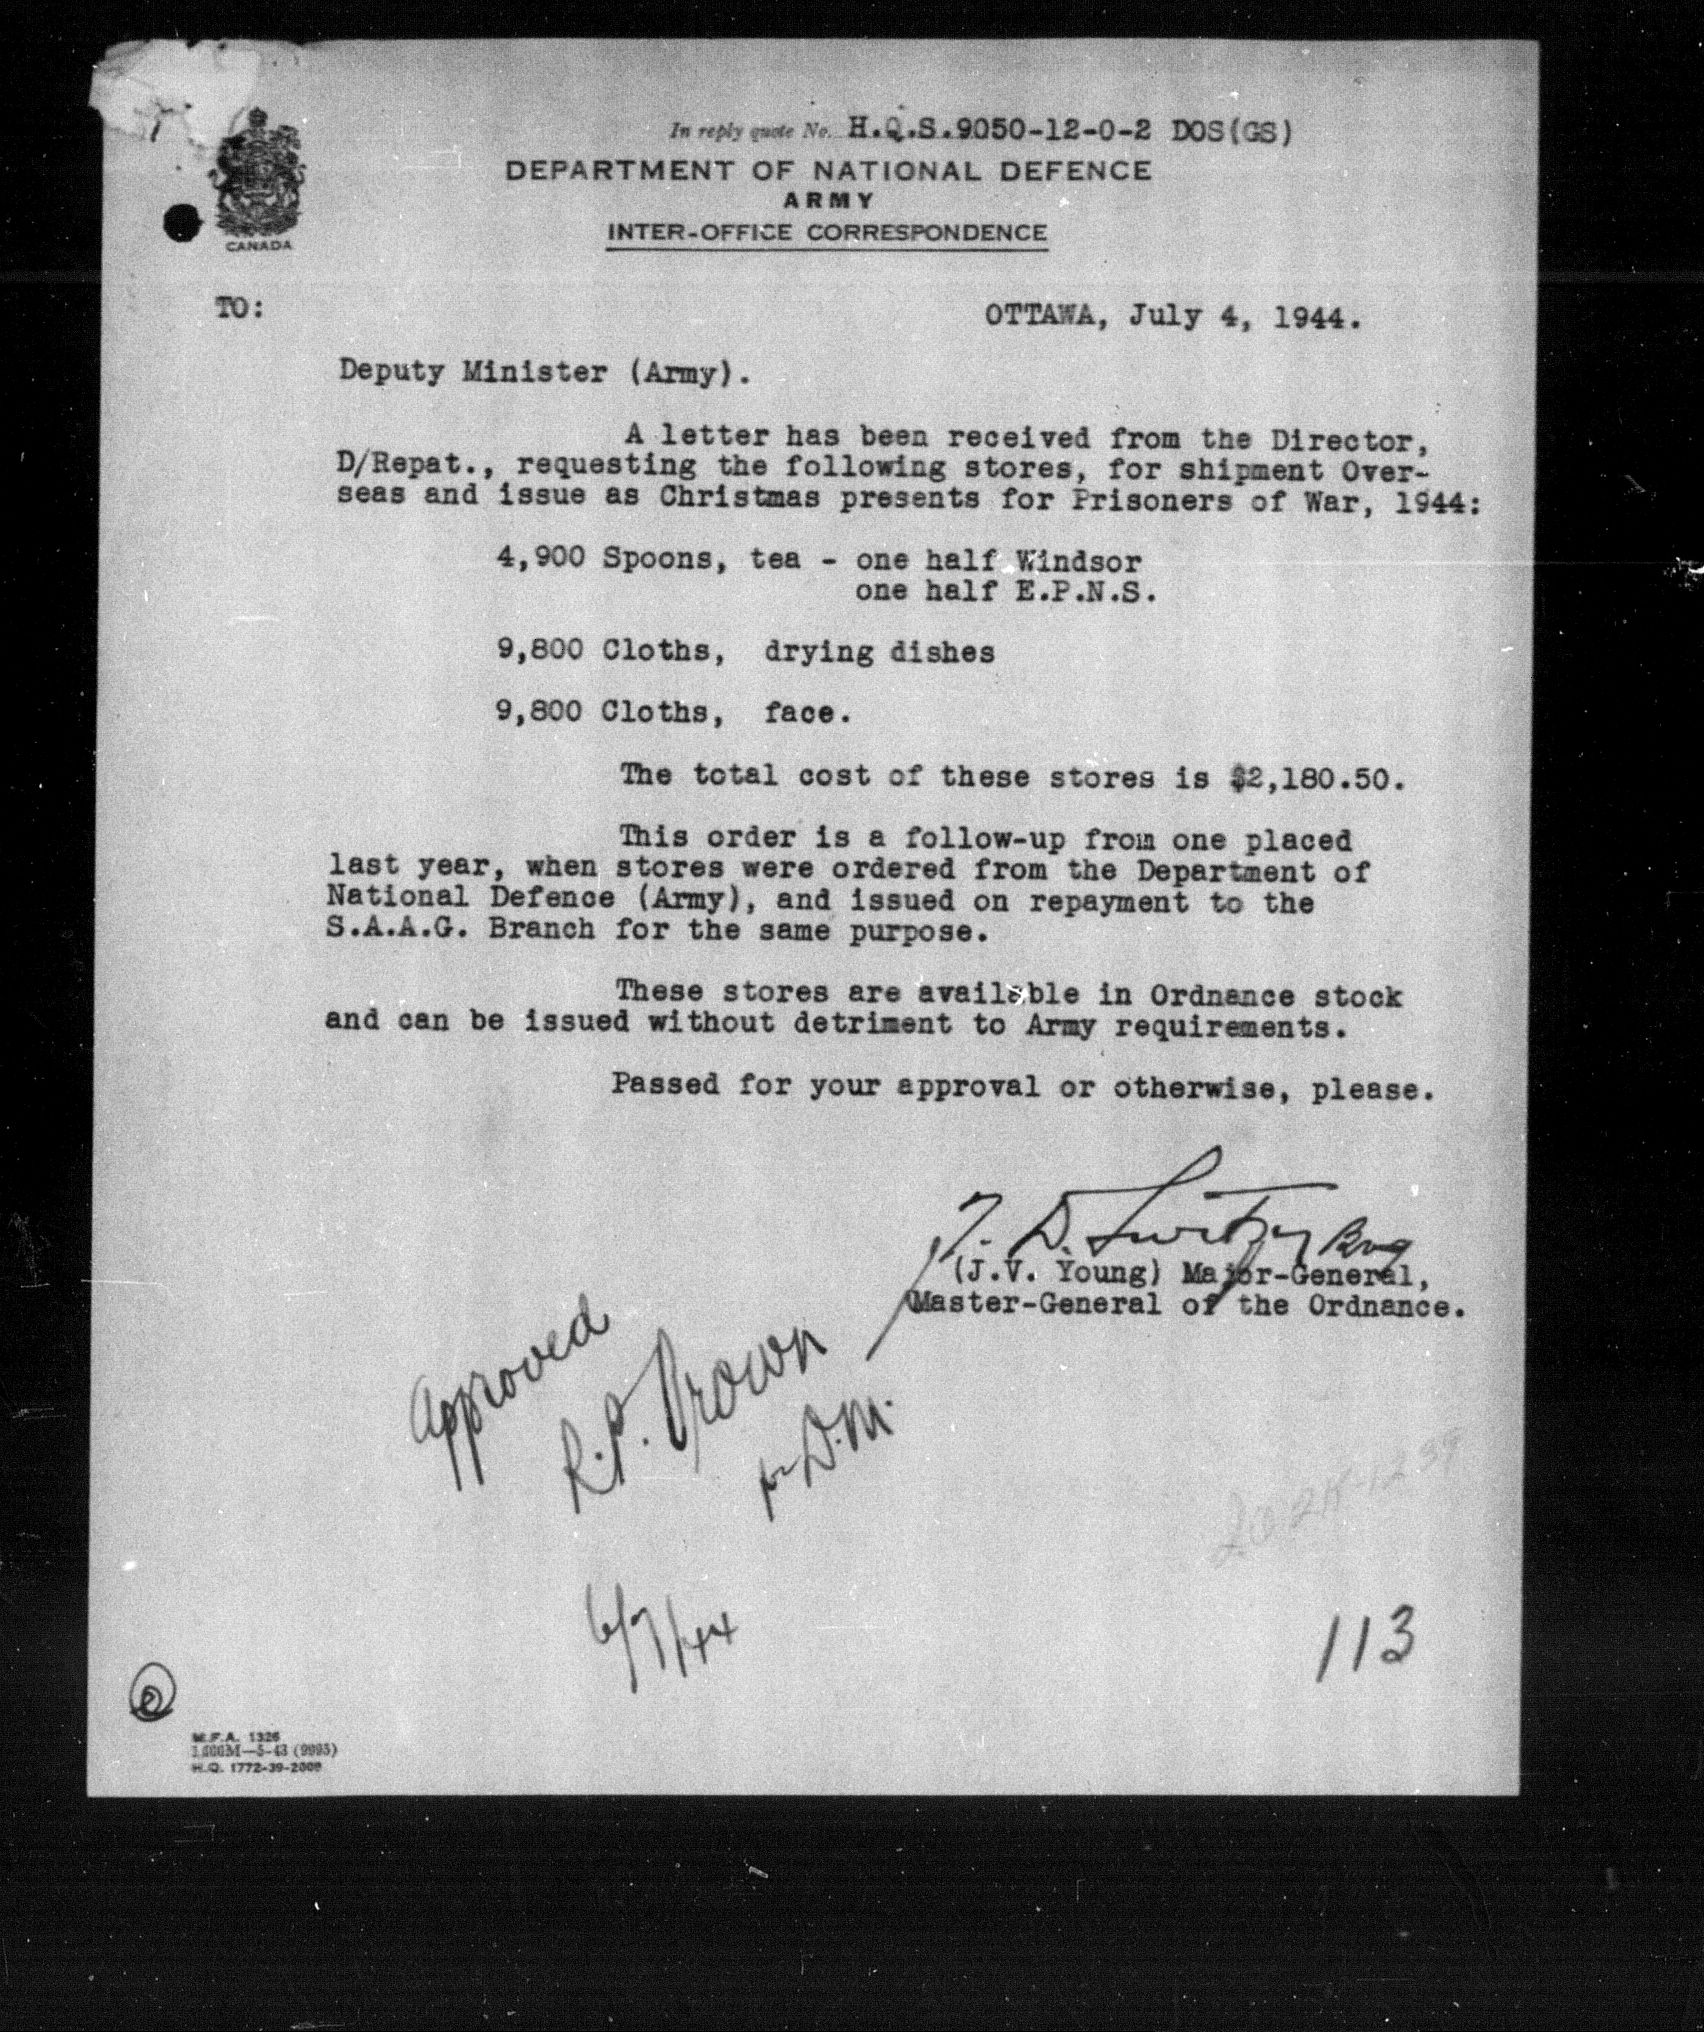 In reply quote No. H.Q.S.9050-12-0-2 DOS(GS)
DEPARTMENT OF NATIONAL DEFENCE
ARMY
INTER-OFFICE CORRESPONDENCE
CANADA
TO:
OTTAWA, July 4, 1944.
Deputy Minister (Army).
A letter has been received from the Director,
D/Repat., requesting the following stores, for shipment Over-
seas and issue as Christmas presents for Prisoners of War, 1944:
4,900 Spoons, tea - one half Windsor
one half E.P.N.S.
9,800 Cloths, drying dishes
9,800 Cloths, face.
The total cost of these stores is $2,180.50.
This order is a follow-up from one placed
last year, when stores were ordered from the Department of
National Defence (Army), and issued on repayment to the
S.A.A.G. Branch for the same purpose.
These stores are available in Ordnance stock
and can be issued without detriment to Army requirements.
Passed for your approval or otherwise, please.
(J.V. Young) Major-General,
Master-General of the Ordnance.
Approved
R.P. Brown
for D.M.
6/7/44
113
M.F.A. 1326
H.Q. 1772-39-2009